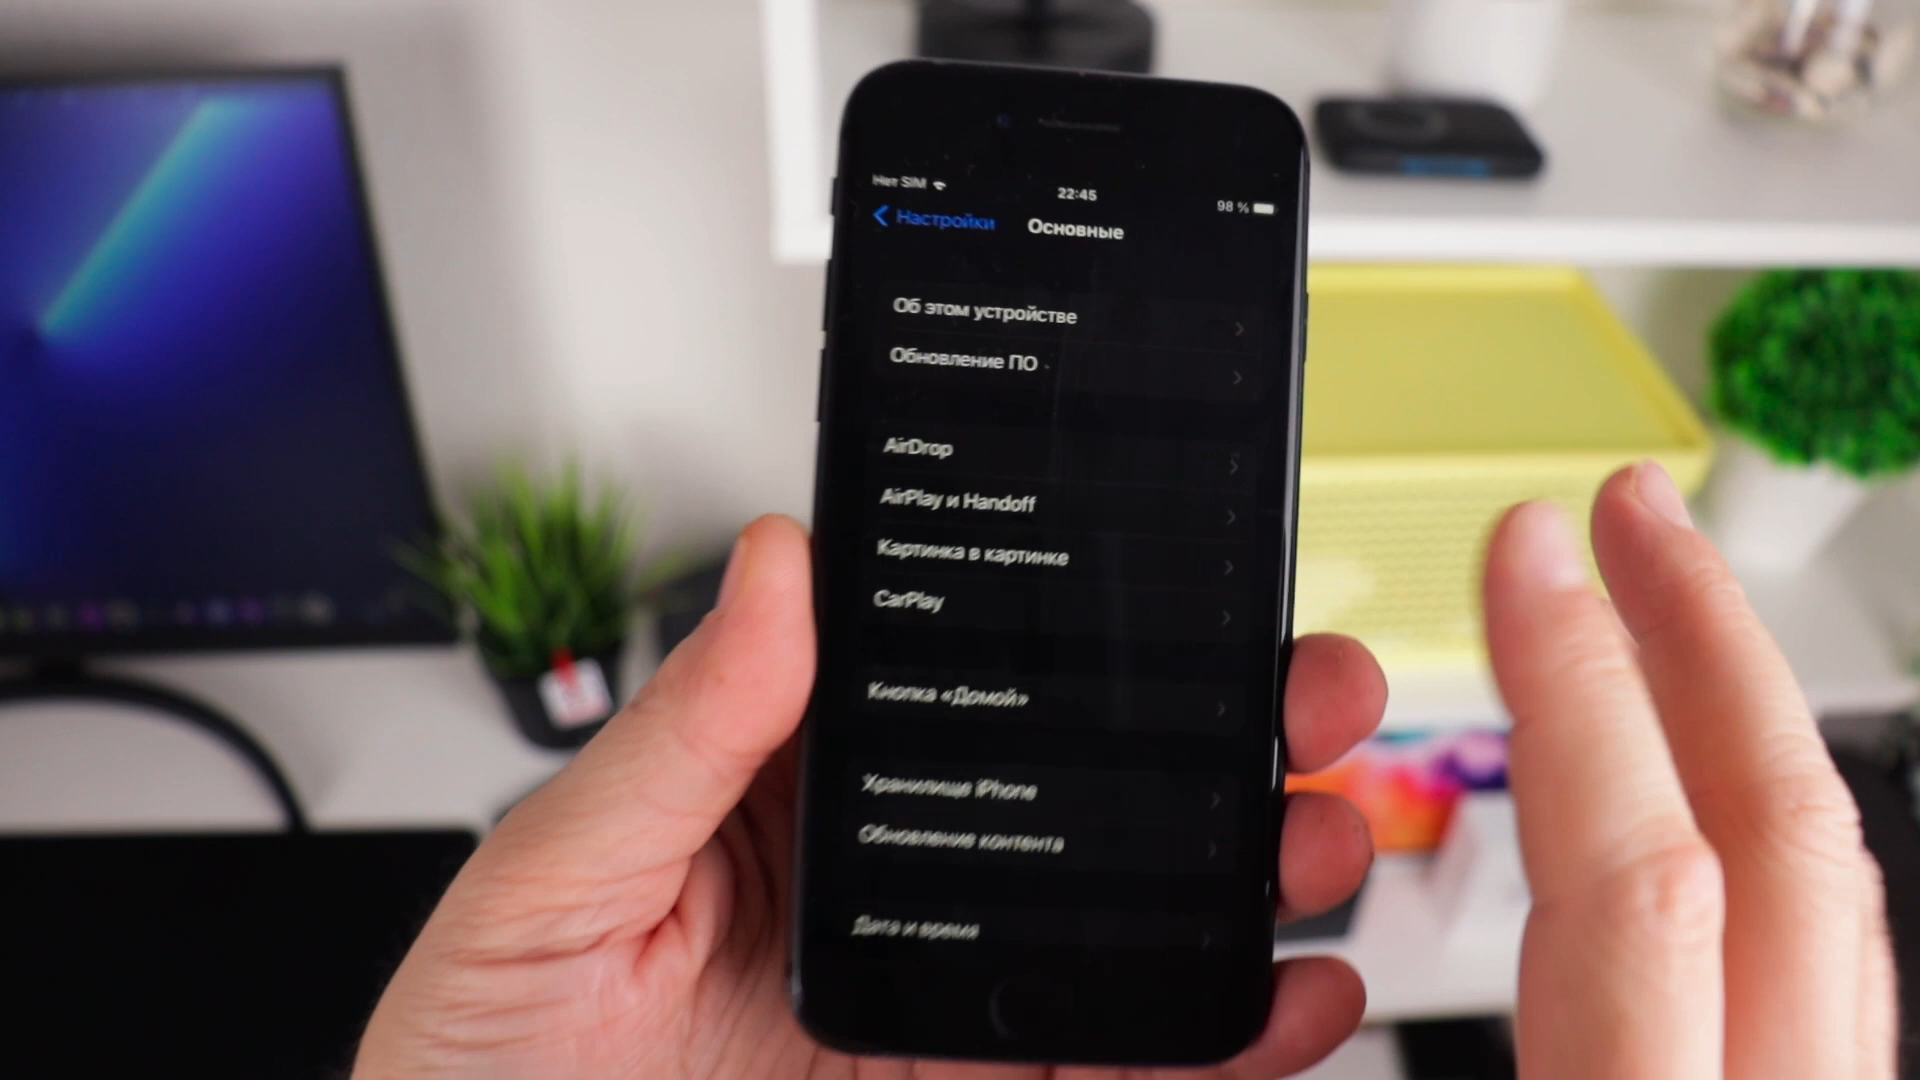 Нет SIM
22:45
98 %
Настройки
Основные
Об этом устройстве
Обновление ПО
AirDrop
AirPlay и Handoff
Картинка в картинке
CarPlay
Кнопка «Домой»
Хранилище iPhone
Обновление контента
Дата и время